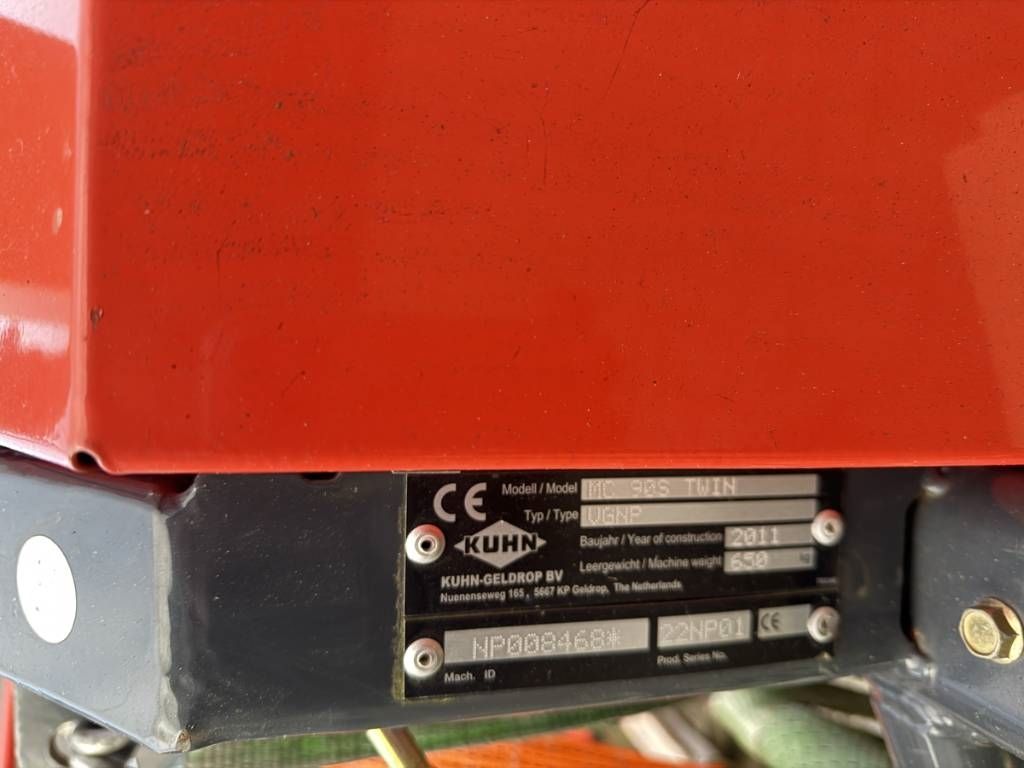 CE Modell / Model MC 90S TWIN
Typ / Type VGNP
KUHN Baujahr / Year of construction 2011
Leergewicht / Machine weight 650 kg
KUHN-GELDROP BV
Nuenenseweg 165, 5667 KP Geldrop, The Netherlands
NP008468* 22NP01 CE
Mach. ID Prod. Series No.